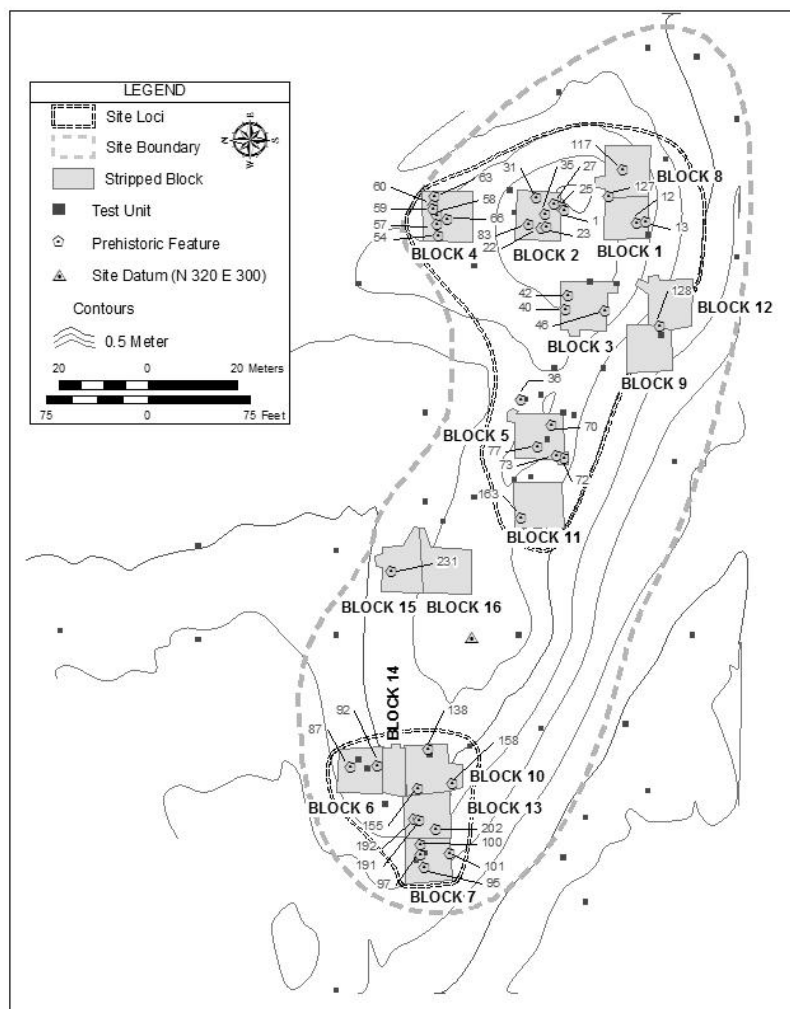 LEGEND
Site Loci
Site Boundary
Stripped Block
Test Unit
Prehistoric Feature
Site Datum (N 320 E 300)
Contours
0.5 Meter
20 0 20 Meters
75 0 75 Feet
N E S W
117
BLOCK 8
31 35 27
63
60
58
25
127
59
12
66
1
57
83
23
13
54
22
BLOCK 4
BLOCK 2
BLOCK 1
42
128
BLOCK 12
40
46
BLOCK 3
BLOCK 9
36
70
BLOCK 5
77
73
72
163
BLOCK 11
231
BLOCK 15 BLOCK 16
BLOCK 14
138
92
87
158
BLOCK 10
BLOCK 6
BLOCK 13
155
202
192
100
191
101
97
95
BLOCK 7